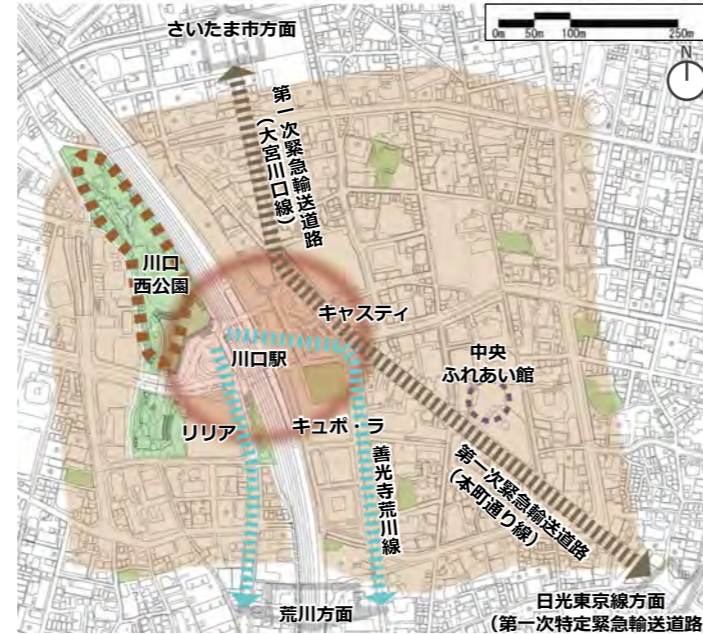 さいたま市方面
0m 50m 100m 250m
N
第一次緊急輸送道路
（大宮川口線）
川口
西公園
キャスティ
川口駅
中央
ふれあい館
リリア
キュポ・ラ
善光寺荒川線
第一次緊急輸送道路
（本町通り線）
荒川方面
日光東京線方面
（第一次特定緊急輸送道路